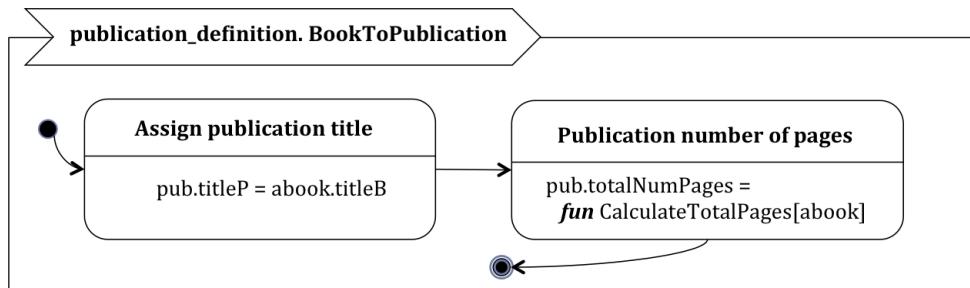 publication_definition. BookToPublication
Assign publication title
pub.titleP = abook.titleB
Publication number of pages
pub.totalNumPages =
fun CalculateTotalPages[abook]